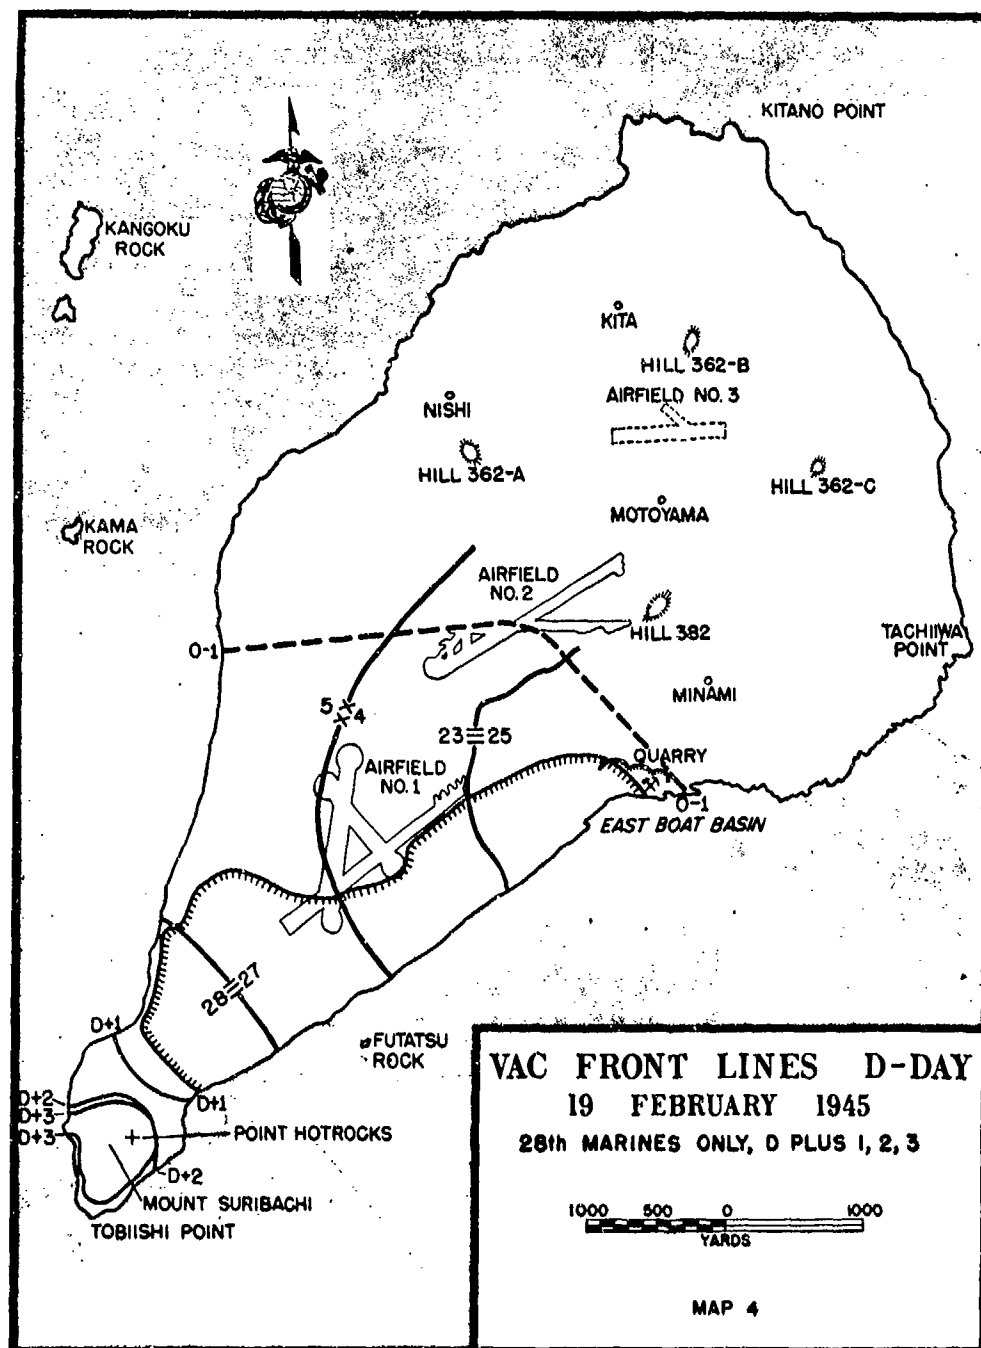 KITANO POINT
KANGOKU
ROCK
KITA
HILL 362-B
AIRFIELD NO. 3
NISHI
HILL 362-A
HILL 362-C
MOTOYAMA
KAMA
ROCK
AIRFIELD
NO. 2
HILL 382
TACHIIWA
POINT
O-1
MINAMI
5 4
23 25
QUARRY
AIRFIELD
NO. 1
O-1
EAST BOAT BASIN
28 27
D+1
FUTATSU
ROCK
D+2
D+3
D+1
D+3
POINT HOTROCKS
D+2
MOUNT SURIBACHI
TOBIISHI POINT
VAC FRONT LINES D-DAY
19 FEBRUARY 1945
28th MARINES ONLY, D PLUS 1, 2, 3
1000 500 0 1000
YARDS
MAP 4